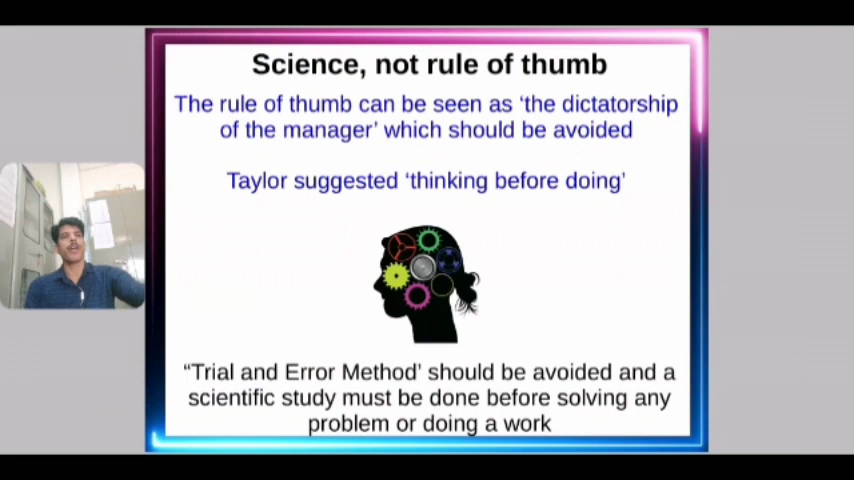 Science, not rule of thumb
The rule of thumb can be seen as ‘the dictatorship
of the manager’ which should be avoided
Taylor suggested ‘thinking before doing’
“Trial and Error Method’ should be avoided and a
scientific study must be done before solving any
problem or doing a work